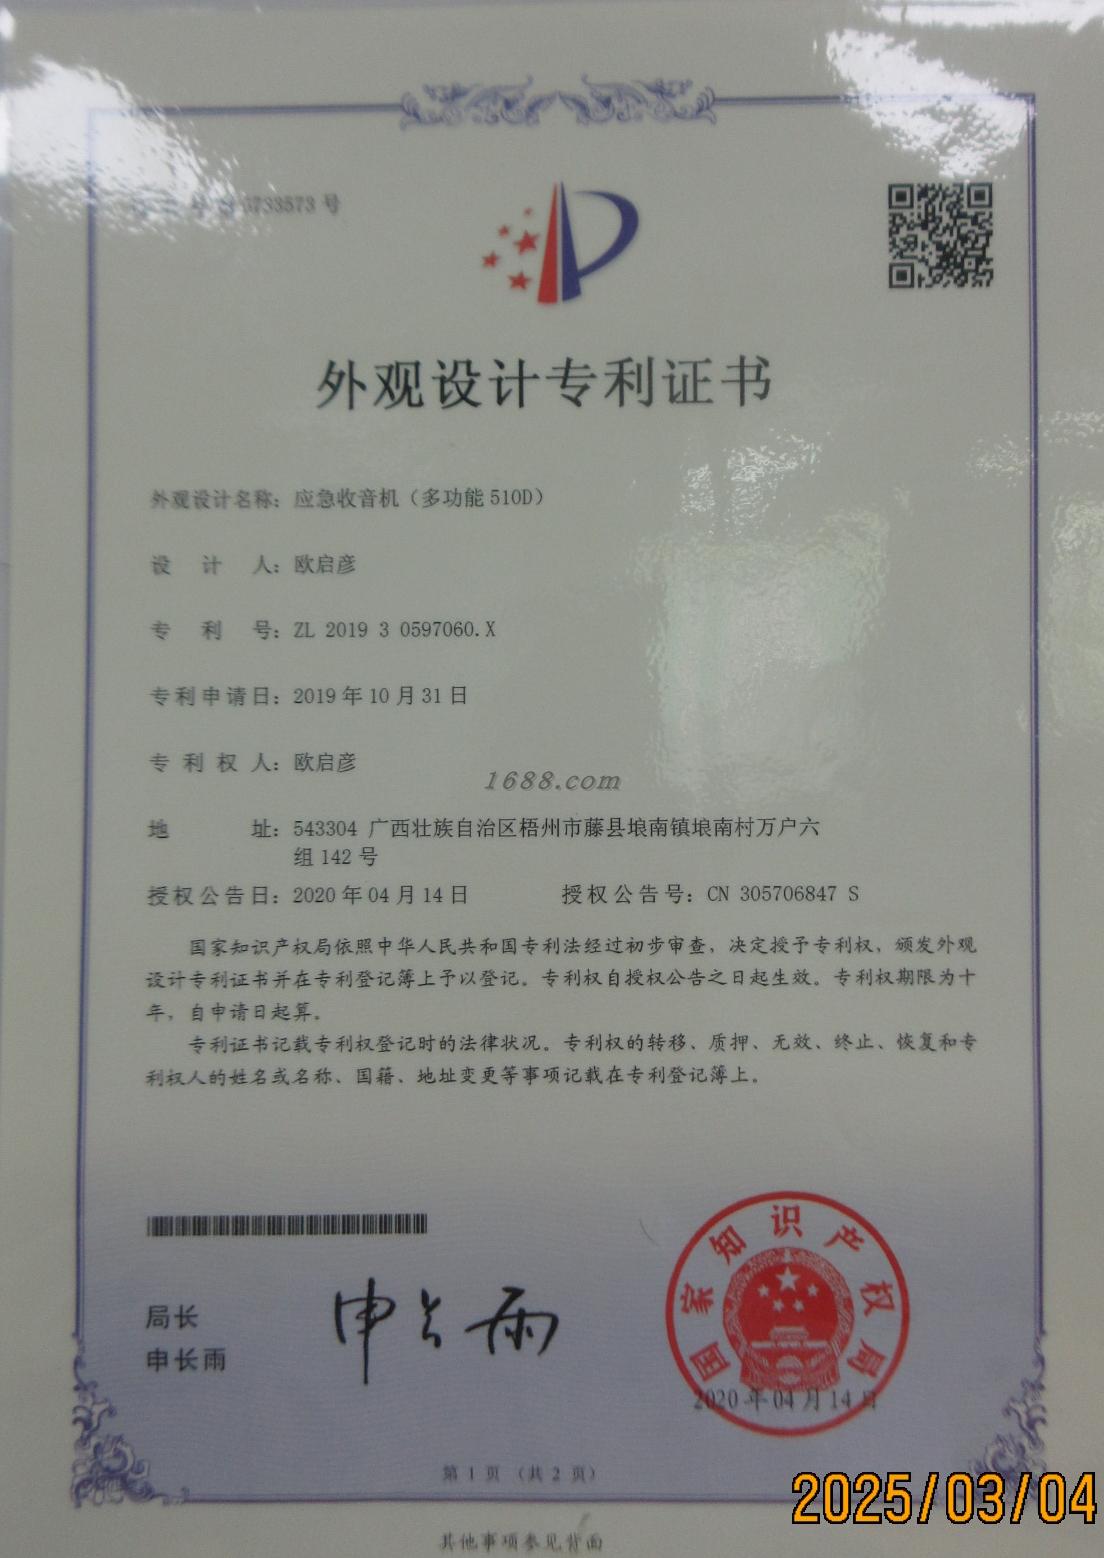 5733573 号
外观设计专利证书
外观设计名称：应急收音机（多功能510D）
设计人：欧启彦
专利号：ZL 2019 3 0597060.X
专利申请日：2019年10月31日
专利权人：欧启彦
1688.com
地址：543304 广西壮族自治区梧州市藤县埌南镇埌南村万户六
组142号
授权公告日：2020年04月14日 授权公告号：CN 305706847 S
国家知识产权局依照中华人民共和国专利法经过初步审查，决定授予专利权，颁发外观
设计专利证书并在专利登记簿上予以登记。专利权自授权公告之日起生效。专利权期限为十
年，自申请日起算。
专利证书记载专利权登记时的法律状况。专利权的转移、质押、无效、终止、恢复和专
利权人的姓名或名称、国籍、地址变更等事项记载在专利登记簿上。
局长
申长雨
申长雨
国家知识产权局
2020年04月14日
第 1 页 （共 2 页）
2025/03/04
其他事项参见背面